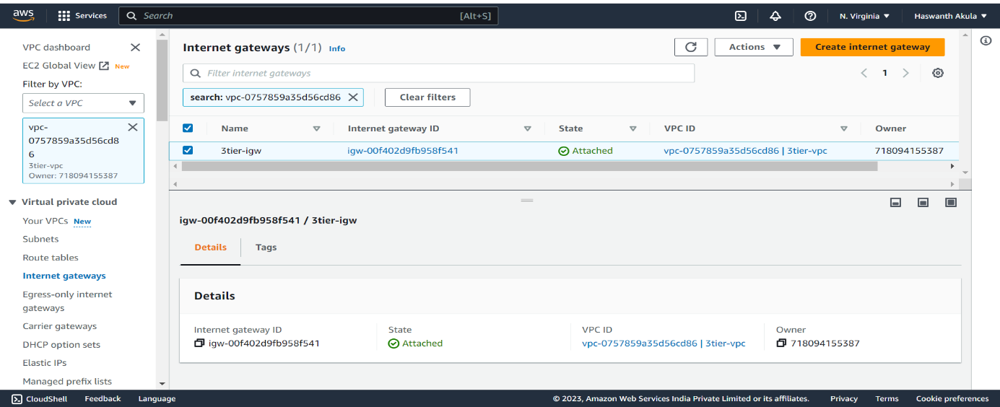 aws
Services
Search
[Alt+S]
N. Virginia
Haswanth Akula
VPC dashboard
EC2 Global View
New
Filter by VPC:
Select a VPC
vpc-
0757859a35d56cd8
6
3tier-vpc
Owner: 718094155387
Virtual private cloud
Your VPCs New
Subnets
Route tables
Internet gateways
Egress-only internet
gateways
Carrier gateways
DHCP option sets
Elastic IPs
Managed prefix lists
Internet gateways (1/1) Info
Actions
Create internet gateway
Filter internet gateways
1
search: vpc-0757859a35d56cd86
Clear filters
Name Internet gateway ID State VPC ID Owner
3tier-igw igw-00f402d9fb958f541 Attached vpc-0757859a35d56cd86 | 3tier-vpc 718094155387
igw-00f402d9fb958f541 / 3tier-igw
Details Tags
Details
Internet gateway ID State VPC ID Owner
igw-00f402d9fb958f541 Attached vpc-0757859a35d56cd86 | 3tier-vpc 718094155387
CloudShell Feedback Language © 2023, Amazon Web Services India Private Limited or its affiliates. Privacy Terms Cookie preferences